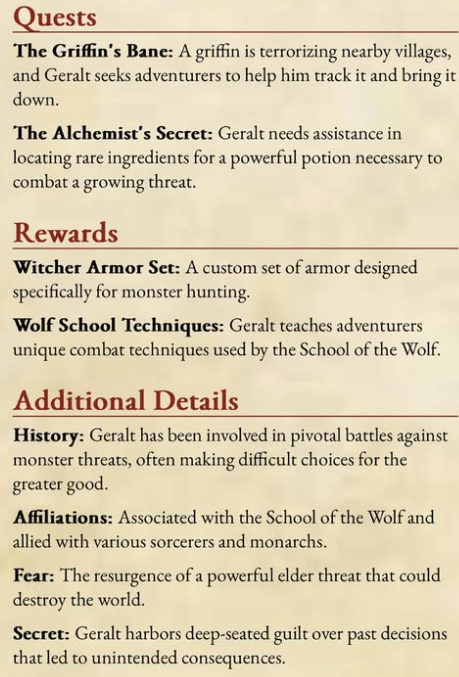 Quests
The Griffin's Bane: A griffin is terrorizing nearby villages,
and Geralt seeks adventurers to help him track it and bring it
down.
The Alchemist's Secret: Geralt needs assistance in
locating rare ingredients for a powerful potion necessary to
combat a growing threat.
Rewards
Witcher Armor Set: A custom set of armor designed
specifically for monster hunting.
Wolf School Techniques: Geralt teaches adventurers
unique combat techniques used by the School of the Wolf.
Additional Details
History: Geralt has been involved in pivotal battles against
monster threats, often making difficult choices for the
greater good.
Affiliations: Associated with the School of the Wolf and
allied with various sorcerers and monarchs.
Fear: The resurgence of a powerful elder threat that could
destroy the world.
Secret: Geralt harbors deep-seated guilt over past decisions
that led to unintended consequences.